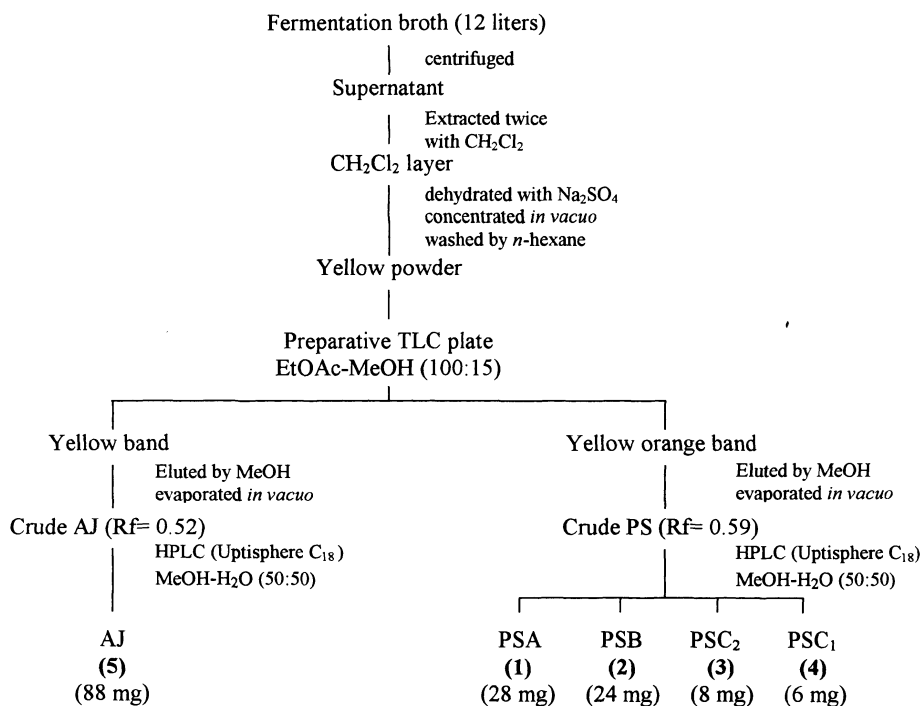 Fermentation broth (12 liters)
centrifuged
Supernatant
Extracted twice
with CH₂Cl₂
CH₂Cl₂ layer
dehydrated with Na₂SO₄
concentrated in vacuo
washed by n-hexane
Yellow powder
Preparative TLC plate
EtOAc-MeOH (100:15)
Yellow band
Eluted by MeOH
evaporated in vacuo
Crude AJ (Rf= 0.52)
HPLC (Uptisphere C₁₈)
MeOH-H₂O (50:50)
AJ
(5)
(88 mg)
Yellow orange band
Eluted by MeOH
evaporated in vacuo
Crude PS (Rf= 0.59)
HPLC (Uptisphere C₁₈)
MeOH-H₂O (50:50)
PSA
(1)
(28 mg)
PSB
(2)
(24 mg)
PSC₂
(3)
(8 mg)
PSC₁
(4)
(6 mg)